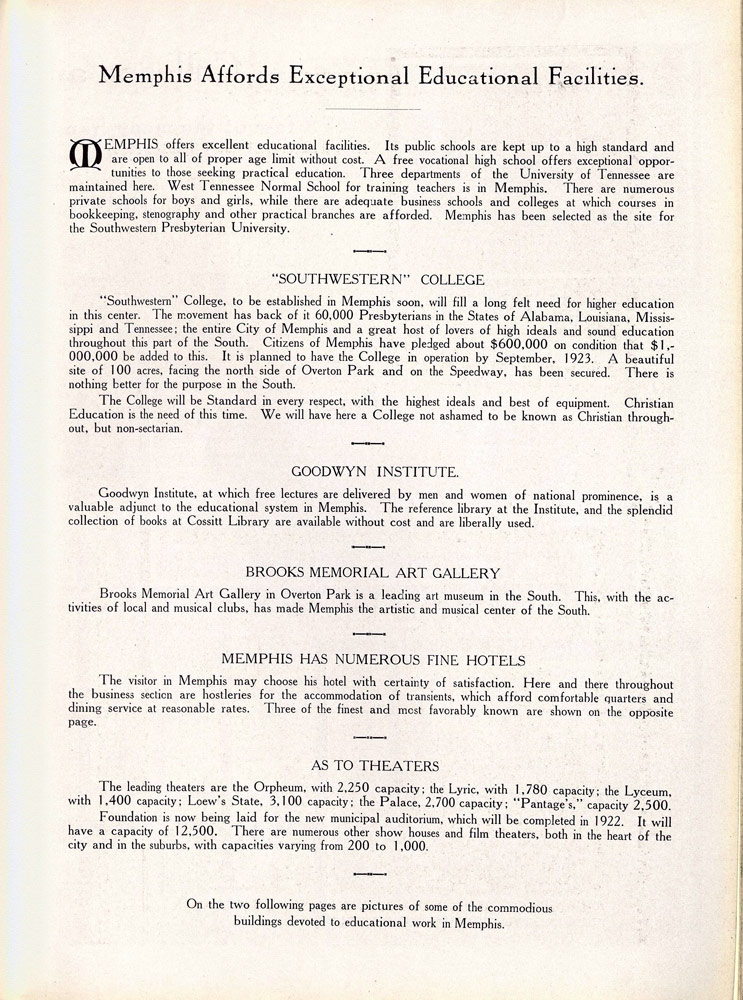 Memphis Affords Exceptional Educational Facilities.
MEMPHIS offers excellent educational facilities. Its public schools are kept up to a high standard and
are open to all of proper age limit without cost. A free vocational high school offers exceptional oppor-
tunities to those seeking practical education. Three departments of the University of Tennessee are
maintained here. West Tennessee Normal School for training teachers is in Memphis. There are numerous
private schools for boys and girls, while there are adequate business schools and colleges at which courses in
bookkeeping, stenography and other practical branches are afforded. Memphis has been selected as the site for
the Southwestern Presbyterian University.
"SOUTHWESTERN" COLLEGE
"Southwestern" College, to be established in Memphis soon, will fill a long felt need for higher education
in this center. The movement has back of it 60,000 Presbyterians in the States of Alabama, Louisiana, Missis-
sippi and Tennessee; the entire City of Memphis and a great host of lovers of high ideals and sound education
throughout this part of the South. Citizens of Memphis have pledged about $600,000 on condition that $1,-
000,000 be added to this. It is planned to have the College in operation by September, 1923. A beautiful
site of 100 acres, facing the north side of Overton Park and on the Speedway, has been secured. There is
nothing better for the purpose in the South.
The College will be Standard in every respect, with the highest ideals and best of equipment. Christian
Education is the need of this time. We will have here a College not ashamed to be known as Christian through-
out, but non-sectarian.
GOODWYN INSTITUTE.
Goodwyn Institute, at which free lectures are delivered by men and women of national prominence, is a
valuable adjunct to the educational system in Memphis. The reference library at the Institute, and the splendid
collection of books at Cossitt Library are available without cost and are liberally used.
BROOKS MEMORIAL ART GALLERY
Brooks Memorial Art Gallery in Overton Park is a leading art museum in the South. This, with the ac-
tivities of local and musical clubs, has made Memphis the artistic and musical center of the South.
MEMPHIS HAS NUMEROUS FINE HOTELS
The visitor in Memphis may choose his hotel with certainty of satisfaction. Here and there throughout
the business section are hostleries for the accommodation of transients, which afford comfortable quarters and
dining service at reasonable rates. Three of the finest and most favorably known are shown on the opposite
page.
AS TO THEATERS
The leading theaters are the Orpheum, with 2,250 capacity; the Lyric, with 1,780 capacity; the Lyceum,
with 1,400 capacity; Loew's State, 3,100 capacity; the Palace, 2,700 capacity; "Pantage's," capacity 2,500.
Foundation is now being laid for the new municipal auditorium, which will be completed in 1922. It will
have a capacity of 12,500. There are numerous other show houses and film theaters, both in the heart of the
city and in the suburbs, with capacities varying from 200 to 1,000.
On the two following pages are pictures of some of the commodious
buildings devoted to educational work in Memphis.